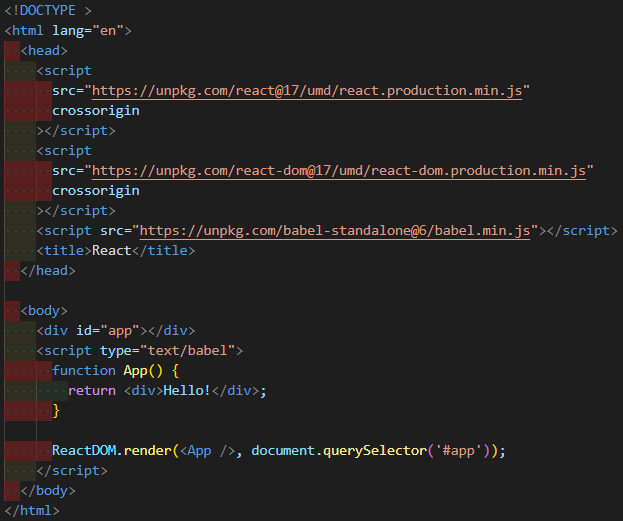 <!DOCTYPE >
<html lang="en">
<head>
<script
src="https://unpkg.com/react@17/umd/react.production.min.js"
crossorigin
></script>
<script
src="https://unpkg.com/react-dom@17/umd/react-dom.production.min.js"
crossorigin
></script>
<script src="https://unpkg.com/babel-standalone@6/babel.min.js"></script>
<title>React</title>
</head>
<body>
<div id="app"></div>
<script type="text/babel">
function App() {
return <div>Hello!</div>;
}
ReactDOM.render(<App />, document.querySelector('#app'));
</script>
</body>
</html>